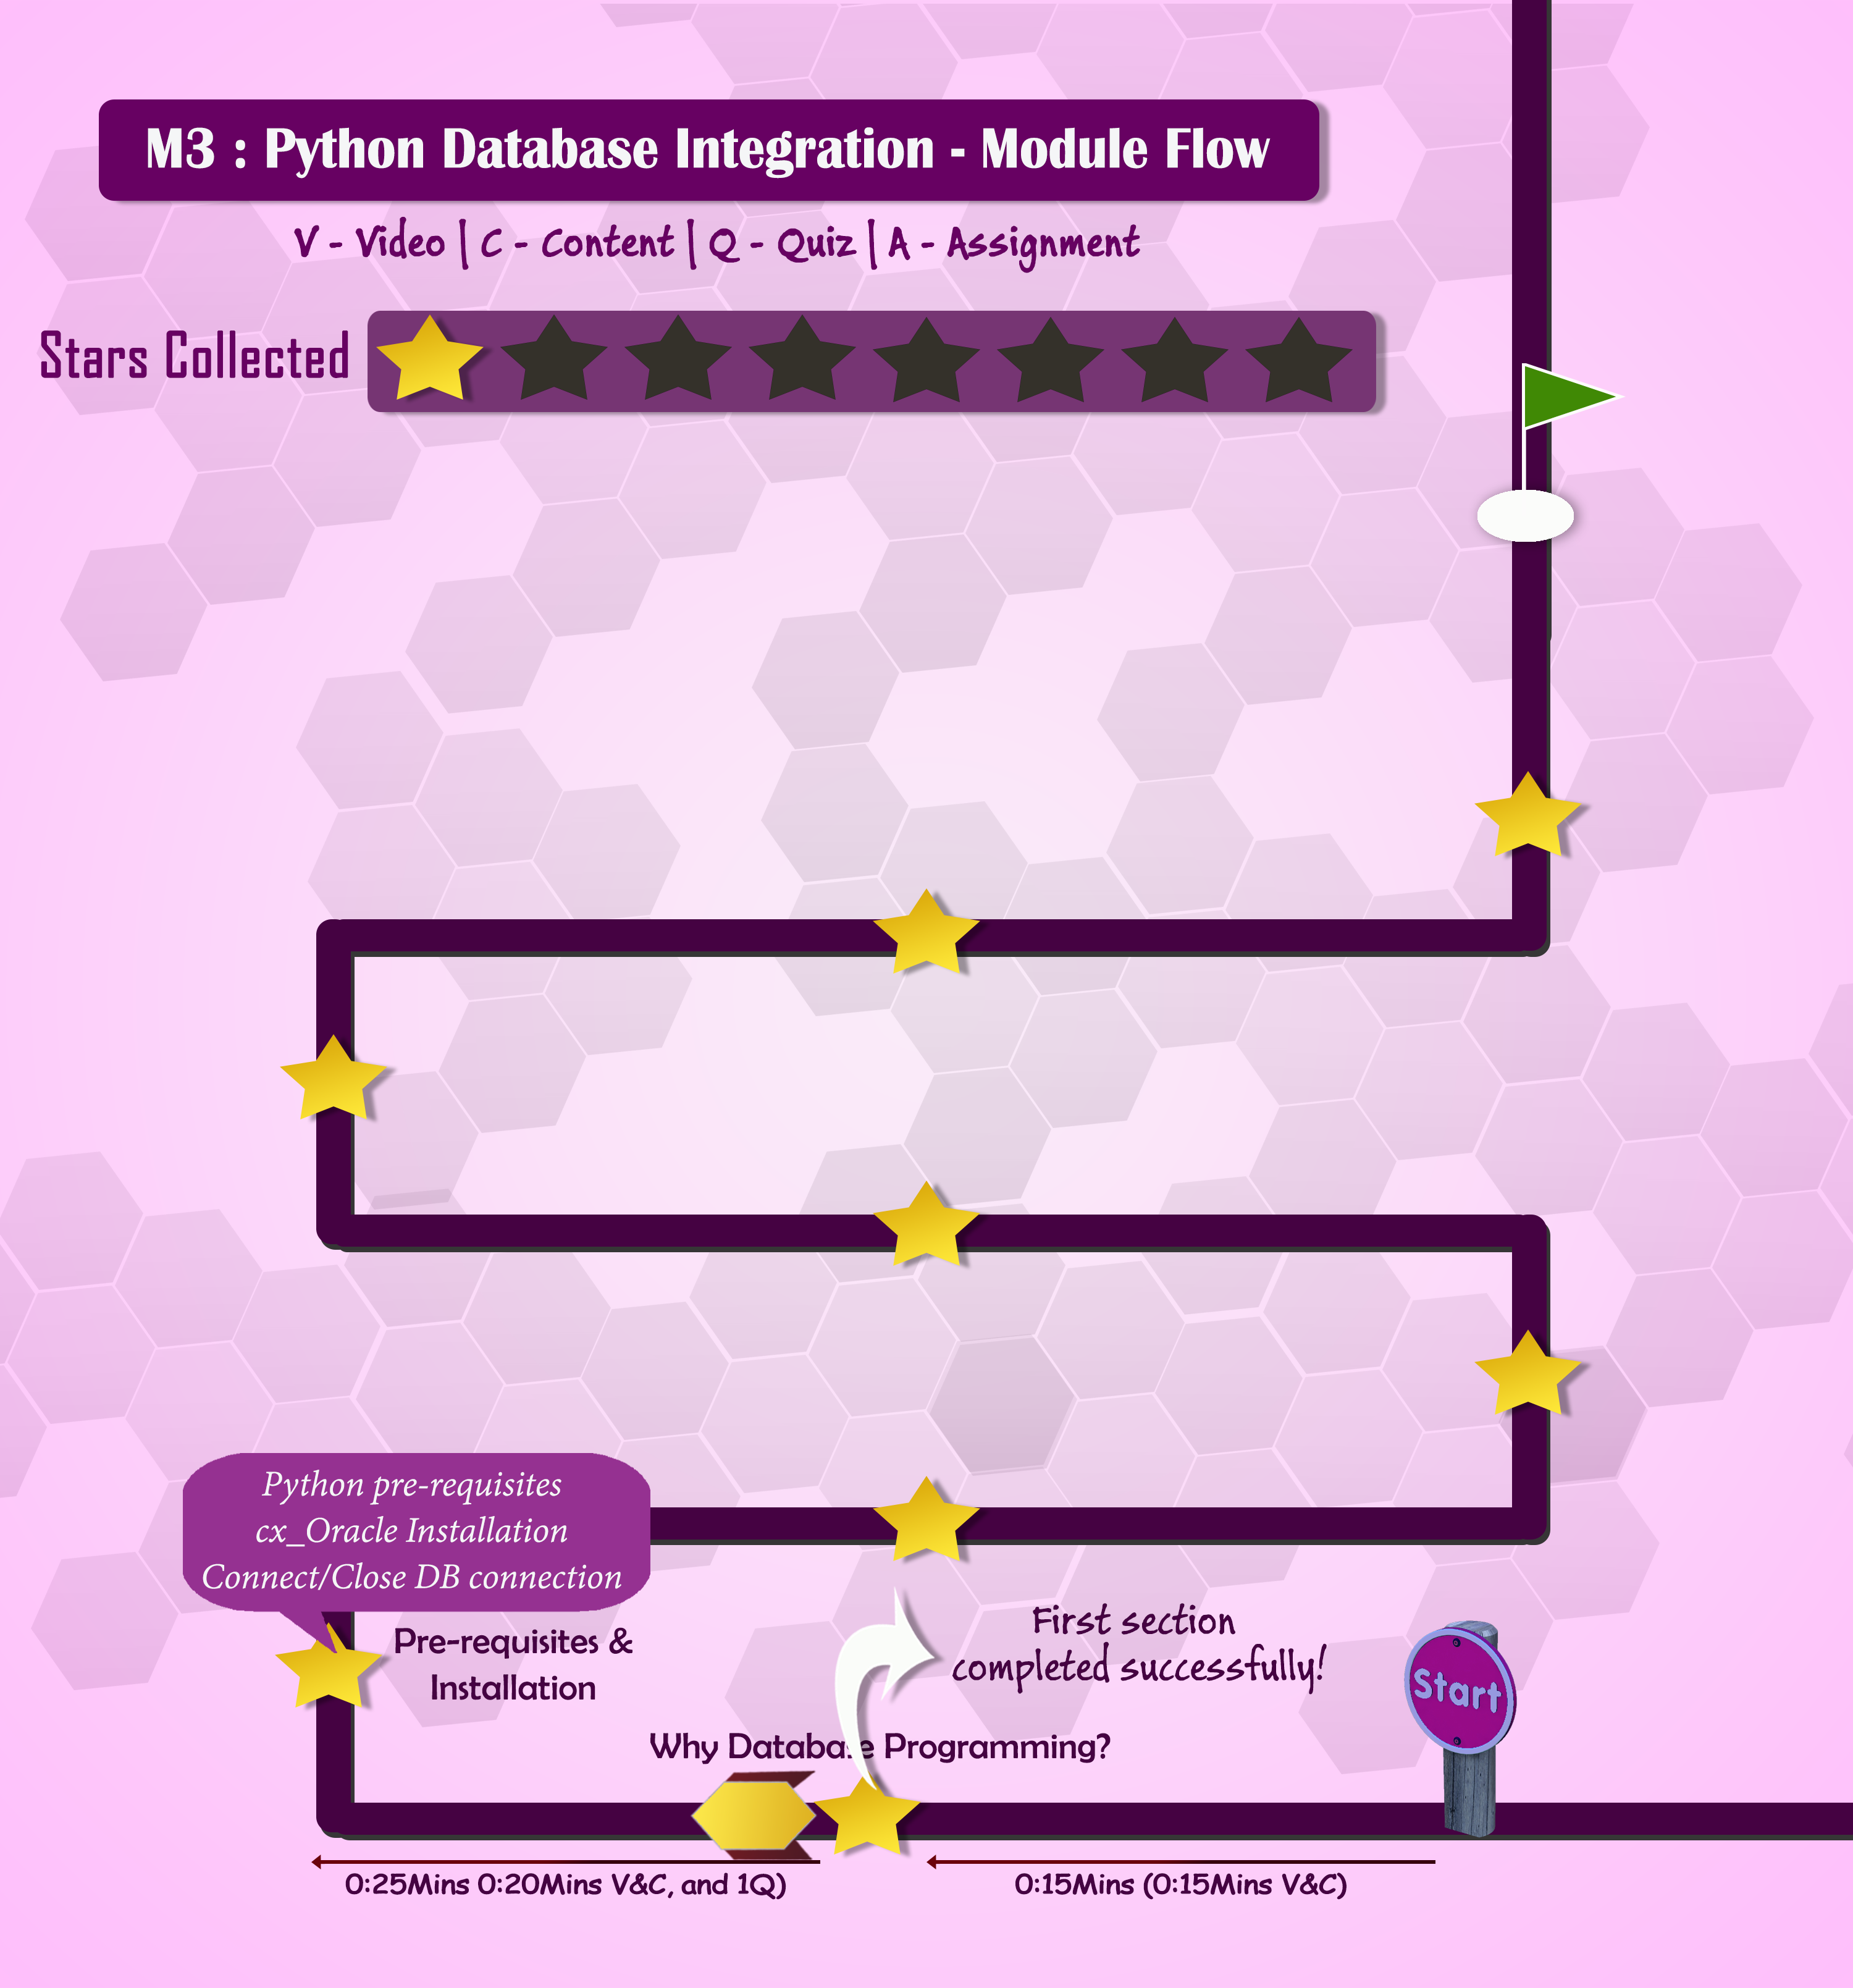 M3 : Python Database Integration - Module Flow
V - Video | C - Content | Q - Quiz | A - Assignment
Stars Collected
Python pre-requisites
cx_Oracle Installation
Connect/Close DB connection
Pre-requisites &
Installation
First section
completed successfully!
Start
Why Database Programming?
0:25Mins 0:20Mins V&C, and 1Q)
0:15Mins (0:15Mins V&C)